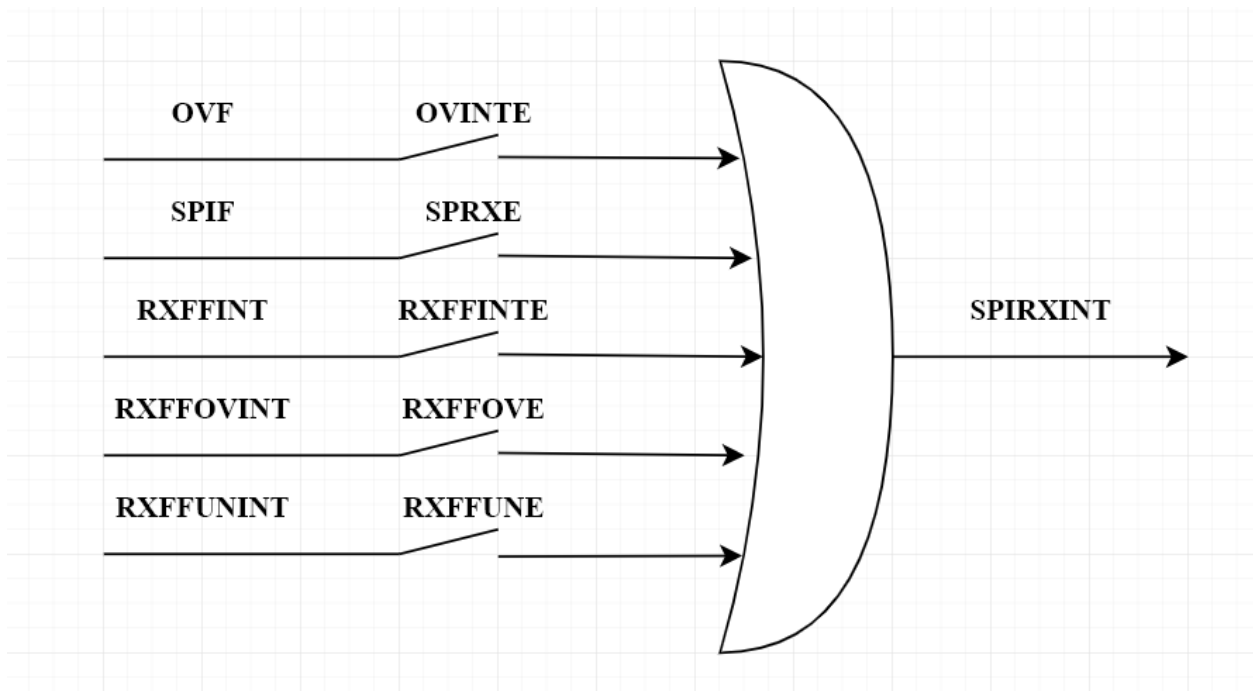 OVF OVINTE
SPIF SPRXE
RXFFINT RXFFINTE SPIRXINT
RXFFOVINT RXFFOVE
RXFFUNINT RXFFUNE